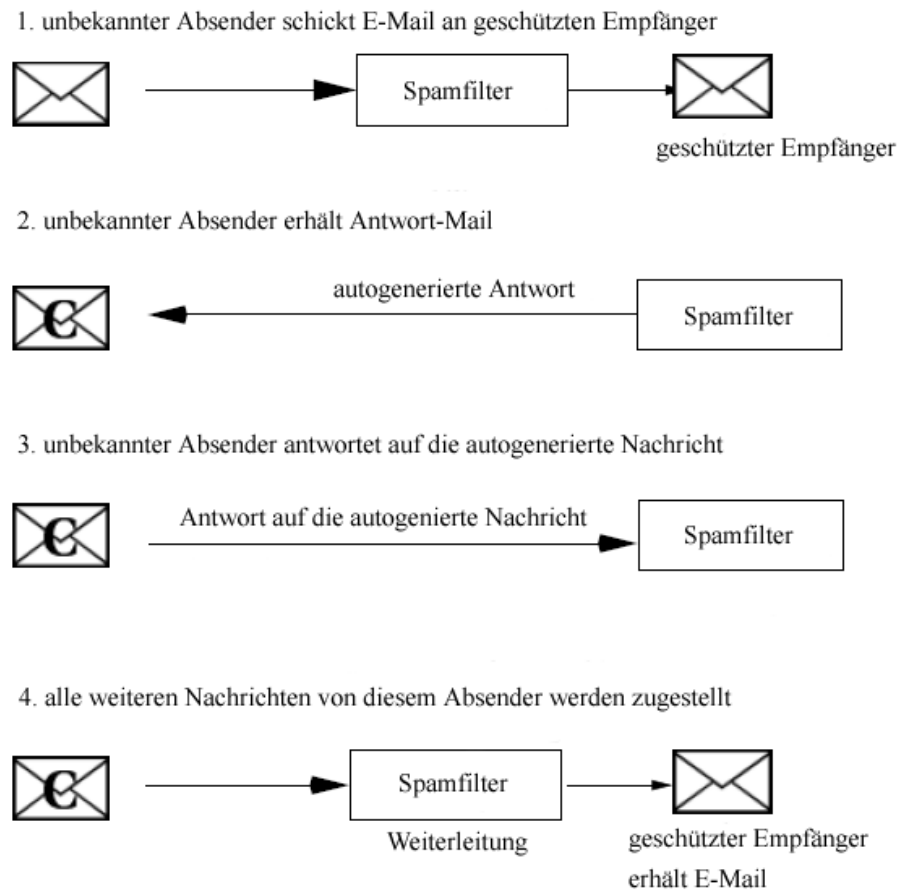 1. unbekannter Absender schickt E-Mail an geschützten Empfänger
Spamfilter
geschützter Empfänger
2. unbekannter Absender erhält Antwort-Mail
autogenerierte Antwort
C
Spamfilter
3. unbekannter Absender antwortet auf die autogenerierte Nachricht
Antwort auf die autogenierte Nachricht
C
Spamfilter
4. alle weiteren Nachrichten von diesem Absender werden zugestellt
C
Spamfilter
Weiterleitung
geschützter Empfänger
erhält E-Mail